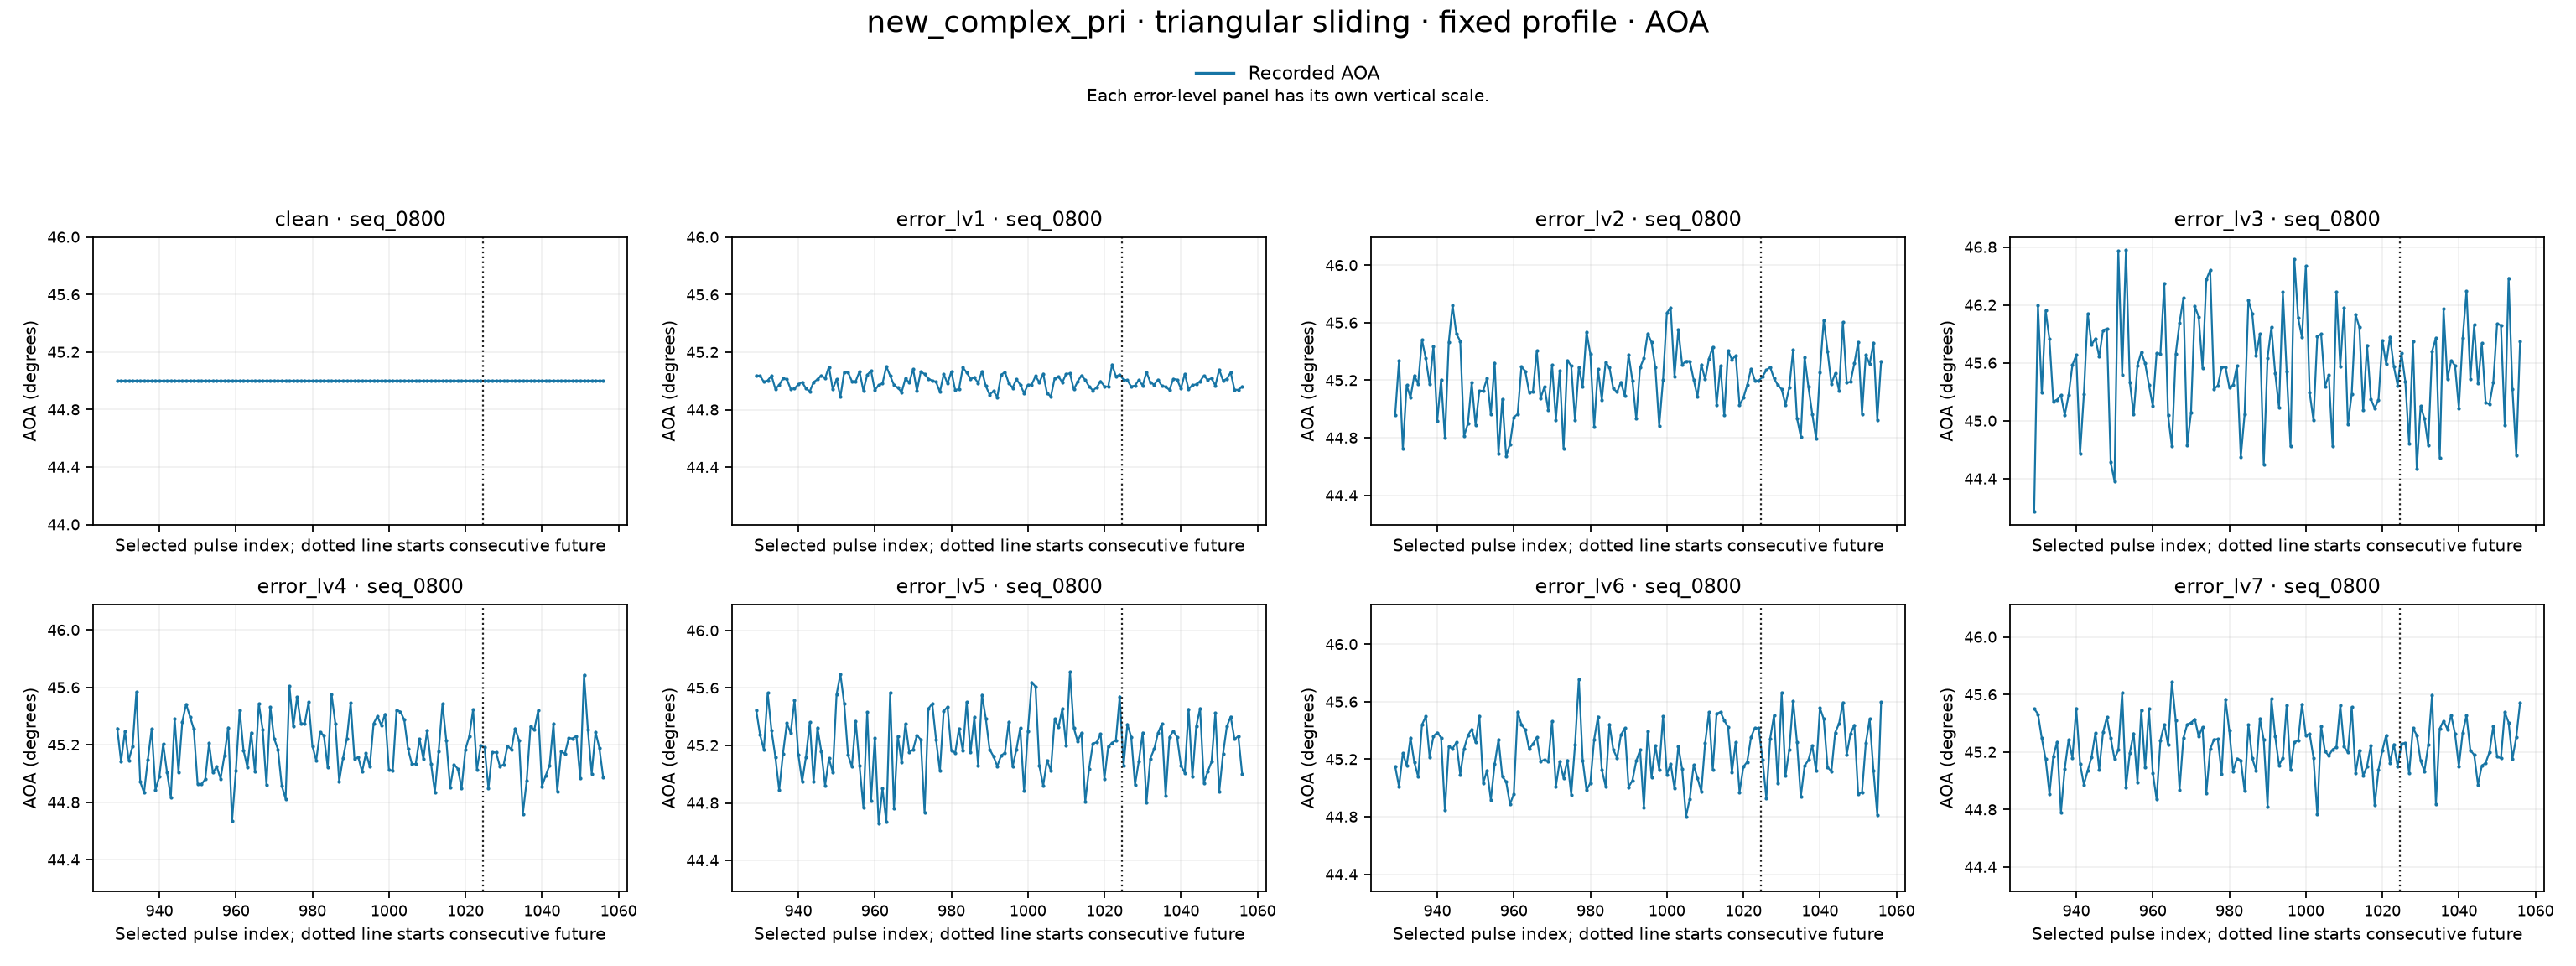 new_complex_pri · triangular sliding · fixed profile · AOA
Recorded AOA
Each error-level panel has its own vertical scale.
clean · seq_0800
AOA (degrees)
46.0
45.6
45.2
44.8
44.4
44.0
Selected pulse index; dotted line starts consecutive future
error_lv1 · seq_0800
AOA (degrees)
46.0
45.6
45.2
44.8
44.4
Selected pulse index; dotted line starts consecutive future
error_lv2 · seq_0800
AOA (degrees)
46.0
45.6
45.2
44.8
44.4
Selected pulse index; dotted line starts consecutive future
error_lv3 · seq_0800
AOA (degrees)
46.8
46.2
45.6
45.0
44.4
Selected pulse index; dotted line starts consecutive future
error_lv4 · seq_0800
AOA (degrees)
46.0
45.6
45.2
44.8
44.4
940 960 980 1000 1020 1040 1060
Selected pulse index; dotted line starts consecutive future
error_lv5 · seq_0800
AOA (degrees)
46.0
45.6
45.2
44.8
44.4
940 960 980 1000 1020 1040 1060
Selected pulse index; dotted line starts consecutive future
error_lv6 · seq_0800
AOA (degrees)
46.0
45.6
45.2
44.8
44.4
940 960 980 1000 1020 1040 1060
Selected pulse index; dotted line starts consecutive future
error_lv7 · seq_0800
AOA (degrees)
46.0
45.6
45.2
44.8
44.4
940 960 980 1000 1020 1040 1060
Selected pulse index; dotted line starts consecutive future